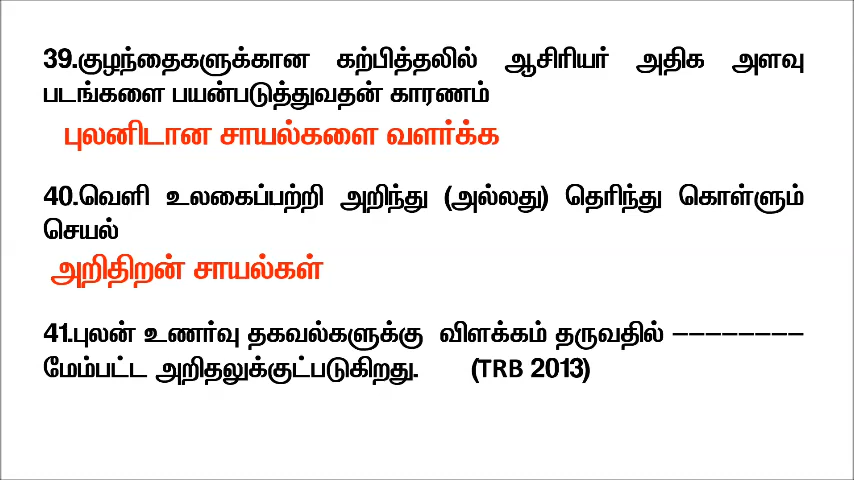 39.குழந்தைகளுக்கான கற்பித்தலில் ஆசிரியர் அதிக அளவு
படங்களை பயன்படுத்துவதன் காரணம்
புலனிடான சாயல்களை வளர்க்க
40.வெளி உலகைப்பற்றி அறிந்து (அல்லது) தெரிந்து கொள்ளும்
செயல்
அறிதிறன் சாயல்கள்
41.புலன் உணர்வு தகவல்களுக்கு விளக்கம் தருவதில் ---------
மேம்பட்ட அறிதலுக்குட்படுகிறது. (TRB 2013)